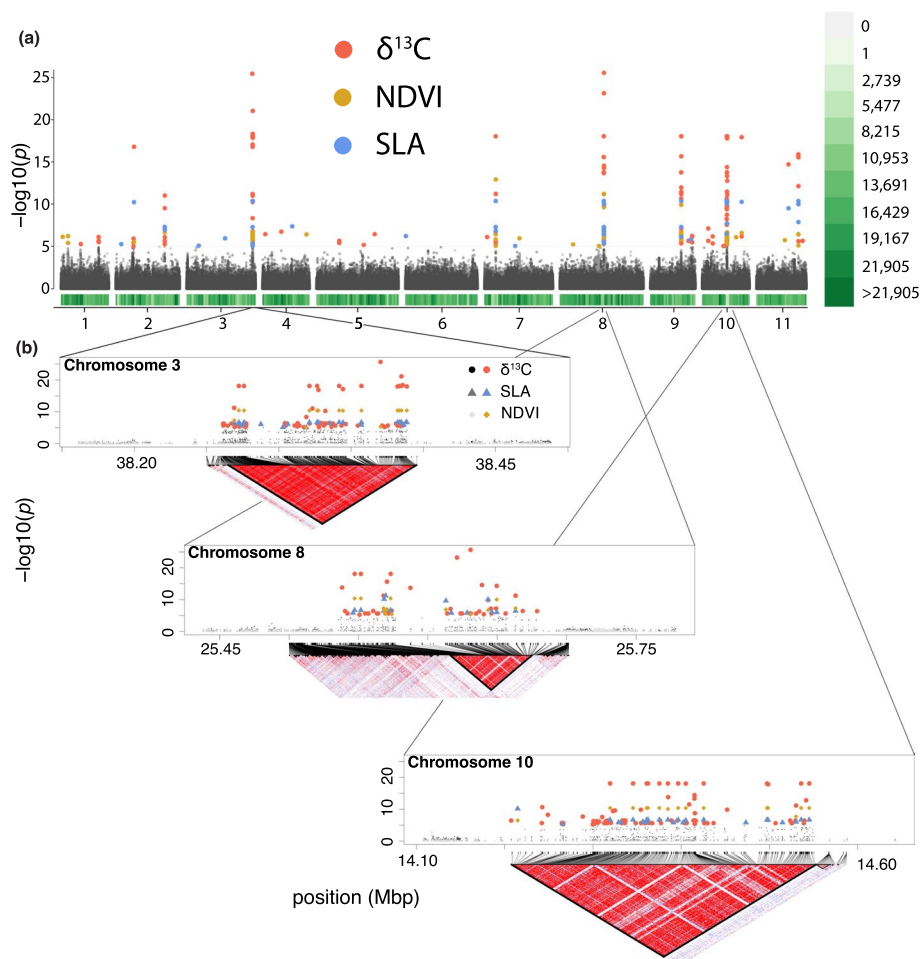 (a)
δ¹³C
NDVI
SLA
0
1
2,739
5,477
8,215
10,953
13,691
16,429
19,167
21,905
>21,905
−log10(p)
25
20
15
10
5
0
1 2 3 4 5 6 7 8 9 10 11
(b)
Chromosome 3
δ¹³C
SLA
NDVI
0 10 20
38.20 38.45
−log10(p)
Chromosome 8
0 10 20
25.45 25.75
Chromosome 10
0 10 20
14.10 14.60
position (Mbp)